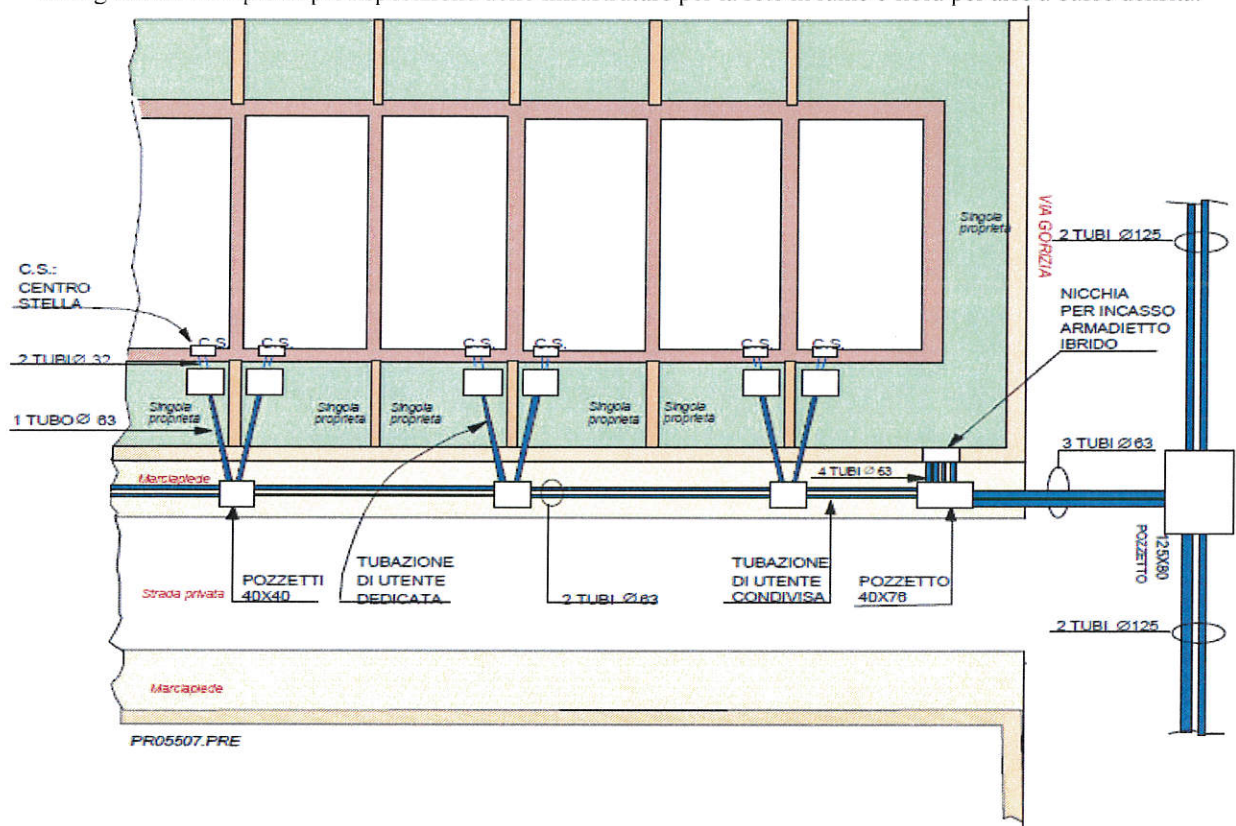 VIA GORIZIA
Singola
proprietà
2 TUBI Ø125
C.S.:
CENTRO
STELLA
NICCHIA
PER INCASSO
ARMADIETTO
IBRIDO
C.S.
C.S.
C.S.
C.S.
C.S.
C.S.
2 TUBI Ø 32
1 TUBO Ø 63
Singola
proprietà
Singola
proprietà
Singola
proprietà
Singola
proprietà
Singola
proprietà
3 TUBI Ø63
4 TUBI Ø 63
Marciapiede
POZZETTO
125X80
Strada privata
POZZETTI
40X40
TUBAZIONE
DI UTENTE
DEDICATA
2 TUBI Ø63
TUBAZIONE
DI UTENTE
CONDIVISA
POZZETTO
40X76
2 TUBI Ø125
Marciapiede
PR05507.PRE